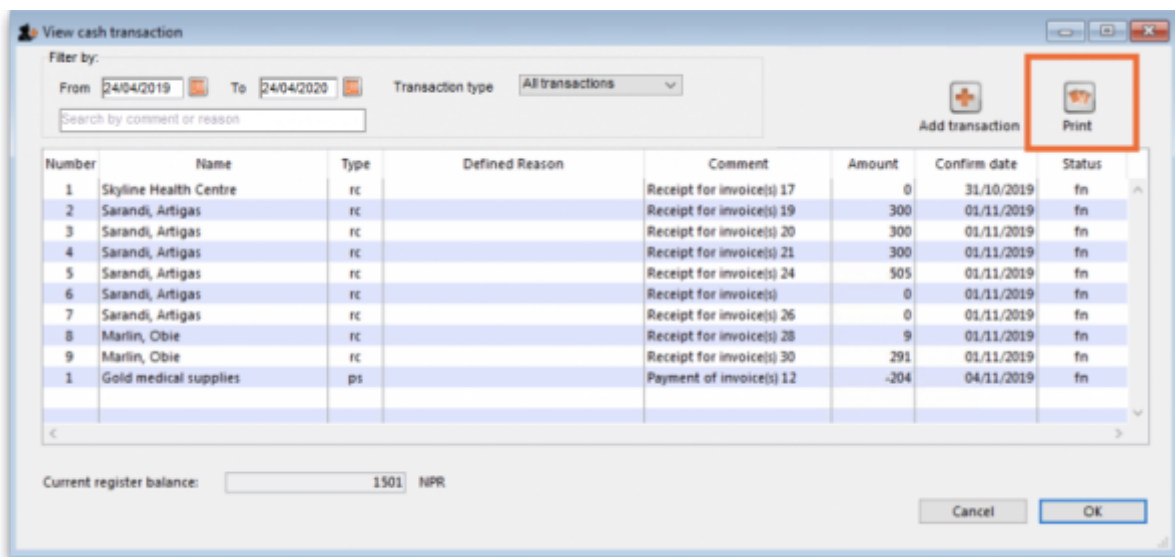 View cash transaction
Filter by:
From 24/04/2019 To 24/04/2020 Transaction type All transactions
Search by comment or reason
Add transaction Print
Number Name Type Defined Reason Comment Amount Confirm date Status
1 Skyline Health Centre rc Receipt for invoice(s) 17 0 31/10/2019 fn
2 Sarandi, Artigas rc Receipt for invoice(s) 19 300 01/11/2019 fn
3 Sarandi, Artigas rc Receipt for invoice(s) 20 300 01/11/2019 fn
4 Sarandi, Artigas rc Receipt for invoice(s) 21 300 01/11/2019 fn
5 Sarandi, Artigas rc Receipt for invoice(s) 24 505 01/11/2019 fn
6 Sarandi, Artigas rc Receipt for invoice(s) 0 01/11/2019 fn
7 Sarandi, Artigas rc Receipt for invoice(s) 26 0 01/11/2019 fn
8 Marlin, Obie rc Receipt for invoice(s) 28 9 01/11/2019 fn
9 Marlin, Obie rc Receipt for invoice(s) 30 291 01/11/2019 fn
1 Gold medical supplies ps Payment of invoice(s) 12 -204 04/11/2019 fn
Current register balance: 1501 NPR
Cancel OK